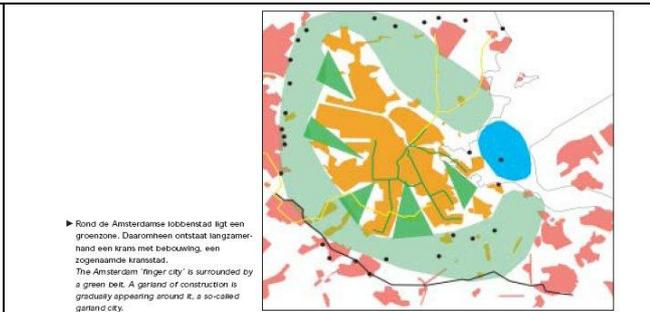 Rond de Amsterdamse lobbenstad ligt een
groenzone. Daaromheen ontstaat langzamer-
hand een krans met bebouwing, een
zogenaamde kransstad.
The Amsterdam 'finger city' is surrounded by
a green belt. A garland of construction is
gradually appearing around it, a so-called
garland city.